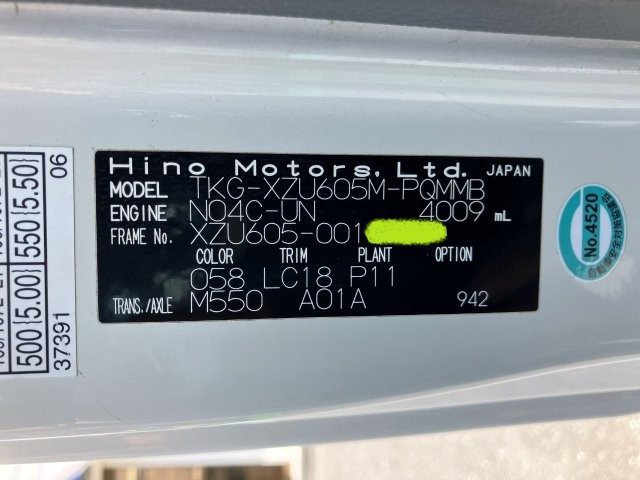 Hino Motors, Ltd. JAPAN
MODEL TKG-XZU605M-PQMMB
ENGINE N04C-UN 4009 mL
FRAME No. XZU605-001
COLOR TRIM PLANT OPTION
058 LC18 P11
TRANS./AXLE M550 A01A 942
500 (5.00) 550 (5.50)
37391 06
No.4520